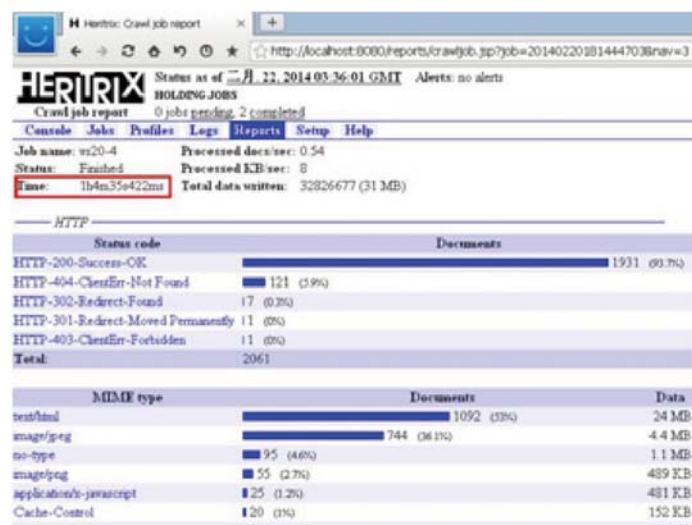 Heritrix: Crawl job report
http://localhost:8080/reports/crawljob.jsp?job=20140220181444703&nav=3
HERITRIX
Status as of 二月. 22, 2014 03:36:01 GMT Alerts: no alerts
HOLDING JOBS
Crawl job report 0 jobs pending, 2 completed
Console Jobs Profiles Logs Reports Setup Help
Job name: vs20-4 Processed docs/sec: 0.54
Status: Finished Processed KB/sec: 8
Time: 1h4m35s422ms Total data written: 32826677 (31 MB)
HTTP
Status code Documents
HTTP-200-Success-OK 1931 (93.7%)
HTTP-404-ClientErr-Not Found 121 (5.9%)
HTTP-302-Redirect-Found 7 (0.3%)
HTTP-301-Redirect-Moved Permanently 1 (0%)
HTTP-403-ClientErr-Forbidden 1 (0%)
Total: 2061
MIME type Documents Data
text/html 1092 (53%) 24 MB
image/jpeg 744 (36.1%) 4.4 MB
no-type 95 (4.6%) 1.1 MB
image/png 55 (2.7%) 489 KB
application/x-javascript 25 (1.2%) 481 KB
Cache-Control 20 (1%) 152 KB